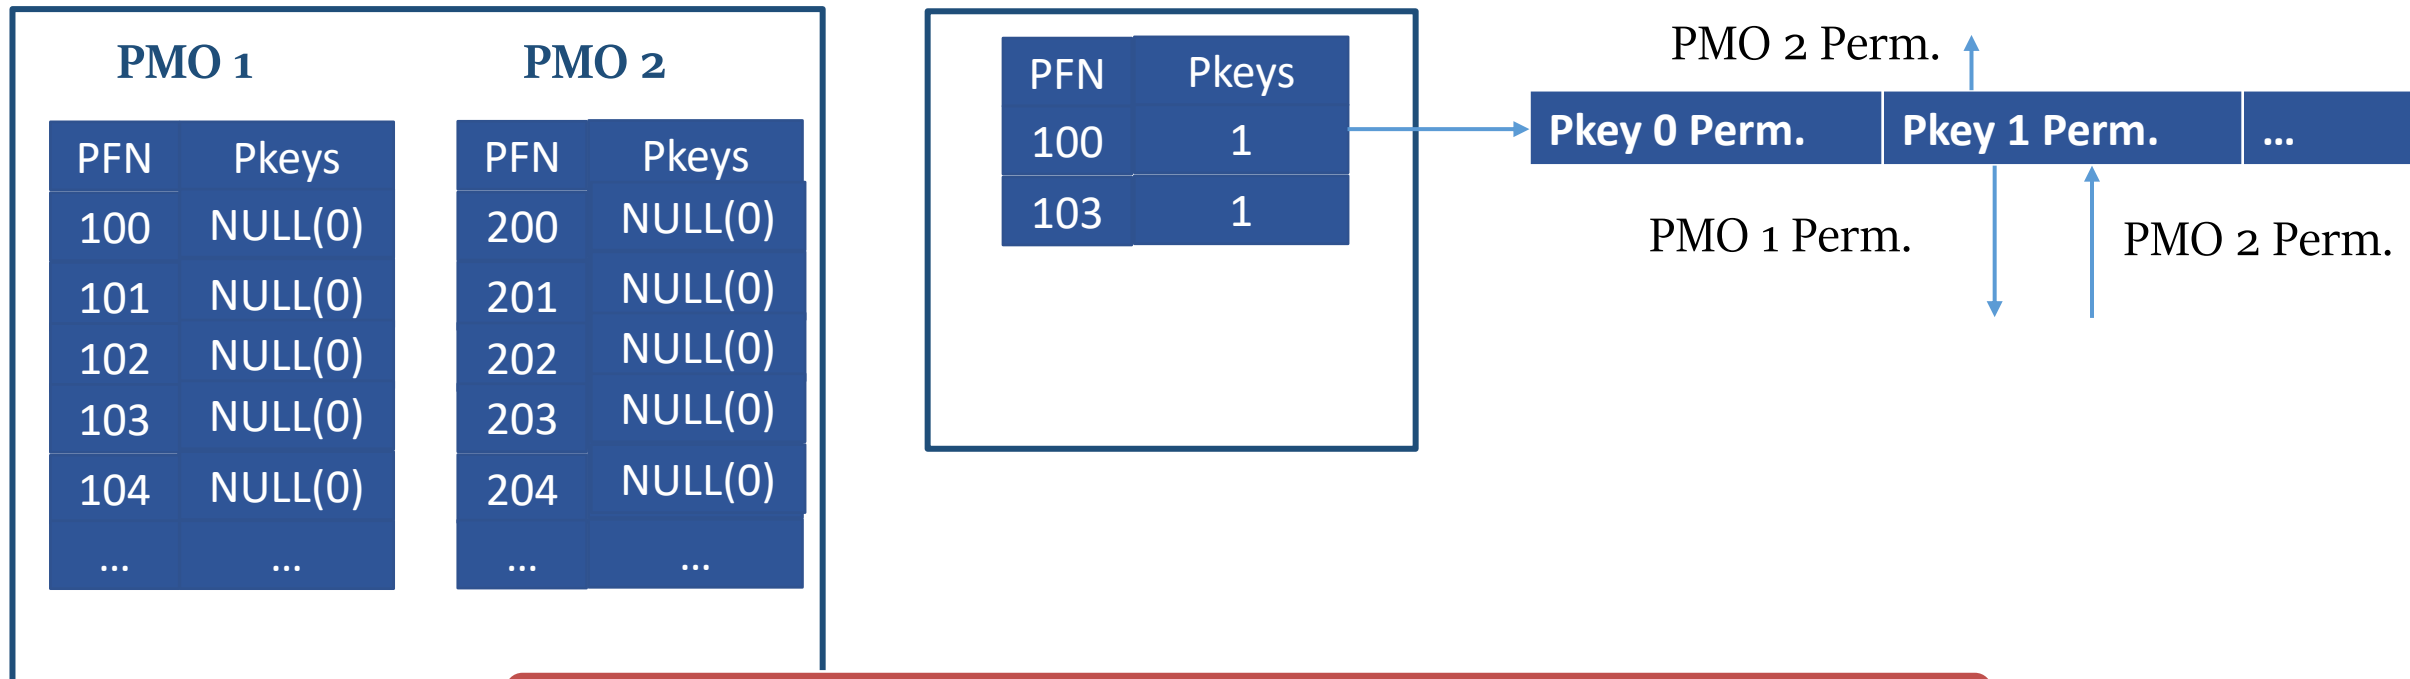 PMO 1
PFN Pkeys
100 NULL(0)
101 NULL(0)
102 NULL(0)
103 NULL(0)
104 NULL(0)
... ...
PMO 2
PFN Pkeys
200 NULL(0)
201 NULL(0)
202 NULL(0)
203 NULL(0)
204 NULL(0)
... ...
PFN Pkeys
100 1
103 1
PMO 2 Perm.
Pkey 0 Perm. Pkey 1 Perm. ...
PMO 1 Perm.
PMO 2 Perm.